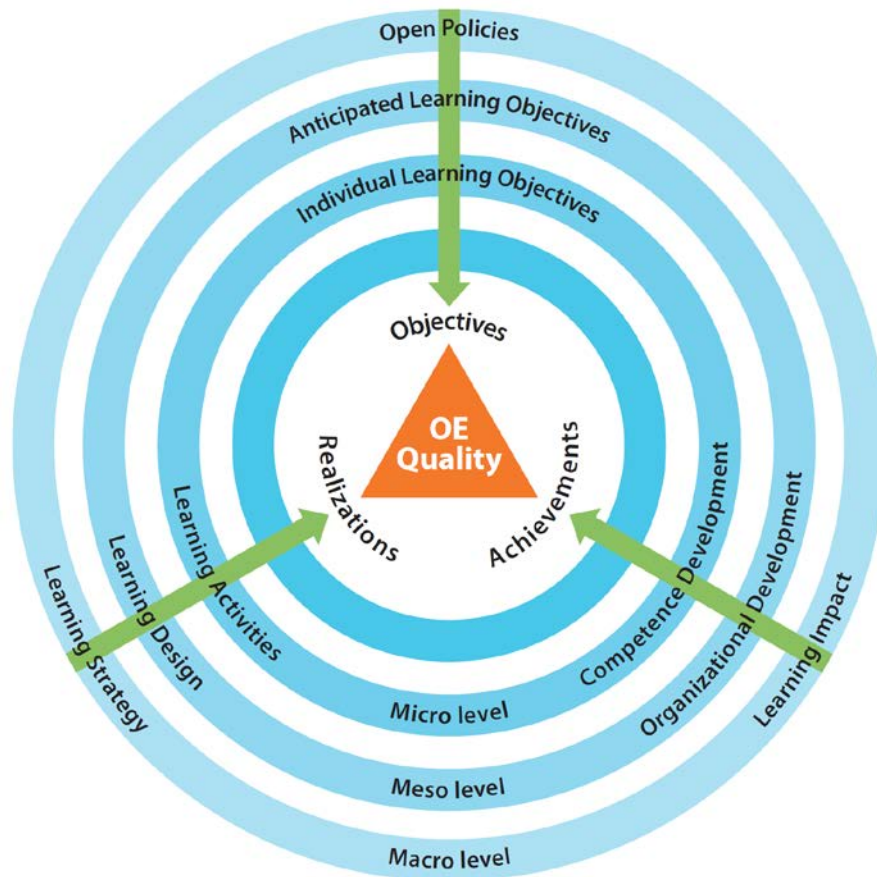 Open Policies
Anticipated Learning Objectives
Individual Learning Objectives
Objectives
OE
Quality
Realizations
Achievements
Learning Activities
Learning Design
Learning Strategy
Competence Development
Organizational Development
Learning Impact
Micro level
Meso level
Macro level